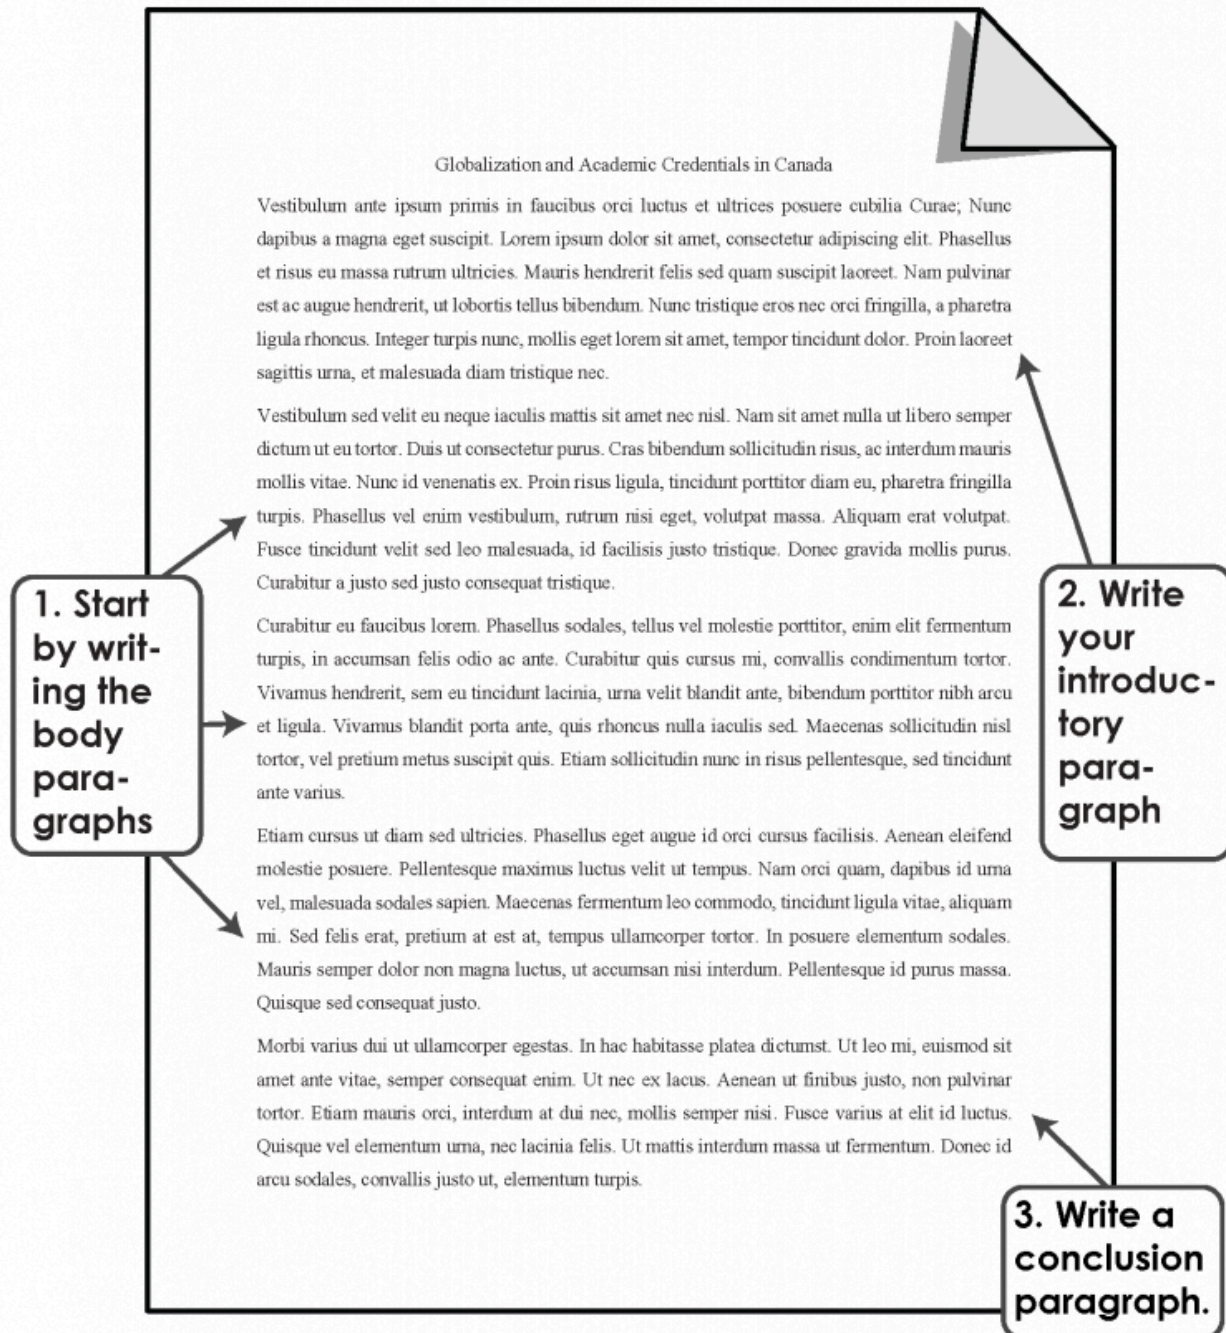 Globalization and Academic Credentials in Canada
Vestibulum ante ipsum primis in faucibus orci luctus et ultrices posuere cubilia Curae; Nunc
dapibus a magna eget suscipit. Lorem ipsum dolor sit amet, consectetur adipiscing elit. Phasellus
et risus eu massa rutrum ultricies. Mauris hendrerit felis sed quam suscipit laoreet. Nam pulvinar
est ac augue hendrerit, ut lobortis tellus bibendum. Nunc tristique eros nec orci fringilla, a pharetra
ligula rhoncus. Integer turpis nunc, mollis eget lorem sit amet, tempor tincidunt dolor. Proin laoreet
sagittis urna, et malesuada diam tristique nec.
Vestibulum sed velit eu neque iaculis mattis sit amet nec nisl. Nam sit amet nulla ut libero semper
dictum ut eu tortor. Duis ut consectetur purus. Cras bibendum sollicitudin risus, ac interdum mauris
mollis vitae. Nunc id venenatis ex. Proin risus ligula, tincidunt porttitor diam eu, pharetra fringilla
turpis. Phasellus vel enim vestibulum, rutrum nisi eget, volutpat massa. Aliquam erat volutpat.
Fusce tincidunt velit sed leo malesuada, id facilisis justo tristique. Donec gravida mollis purus.
Curabitur a justo sed justo consequat tristique.
Curabitur eu faucibus lorem. Phasellus sodales, tellus vel molestie porttitor, enim elit fermentum
turpis, in accumsan felis odio ac ante. Curabitur quis cursus mi, convallis condimentum tortor.
Vivamus hendrerit, sem eu tincidunt lacinia, urna velit blandit ante, bibendum porttitor nibh arcu
et ligula. Vivamus blandit porta ante, quis rhoncus nulla iaculis sed. Maecenas sollicitudin nisl
tortor, vel pretium metus suscipit quis. Etiam sollicitudin nunc in risus pellentesque, sed tincidunt
ante varius.
Etiam cursus ut diam sed ultricies. Phasellus eget augue id orci cursus facilisis. Aenean eleifend
molestie posuere. Pellentesque maximus luctus velit ut tempus. Nam orci quam, dapibus id urna
vel, malesuada sodales sapien. Maecenas fermentum leo commodo, tincidunt ligula vitae, aliquam
mi. Sed felis erat, pretium at est at, tempus ullamcorper tortor. In posuere elementum sodales.
Mauris semper dolor non magna luctus, ut accumsan nisi interdum. Pellentesque id purus massa.
Quisque sed consequat justo.
Morbi varius dui ut ullamcorper egestas. In hac habitasse platea dictumst. Ut leo mi, euismod sit
amet ante vitae, semper consequat enim. Ut nec ex lacus. Aenean ut finibus justo, non pulvinar
tortor. Etiam mauris orci, interdum at dui nec, mollis semper nisi. Fusce varius at elit id luctus.
Quisque vel elementum urna, nec lacinia felis. Ut mattis interdum massa ut fermentum. Donec id
arcu sodales, convallis justo ut, elementum turpis.
1. Start
by writ-
ing the
body
para-
graphs
2. Write
your
introduc-
tory
para-
graph
3. Write a
conclusion
paragraph.